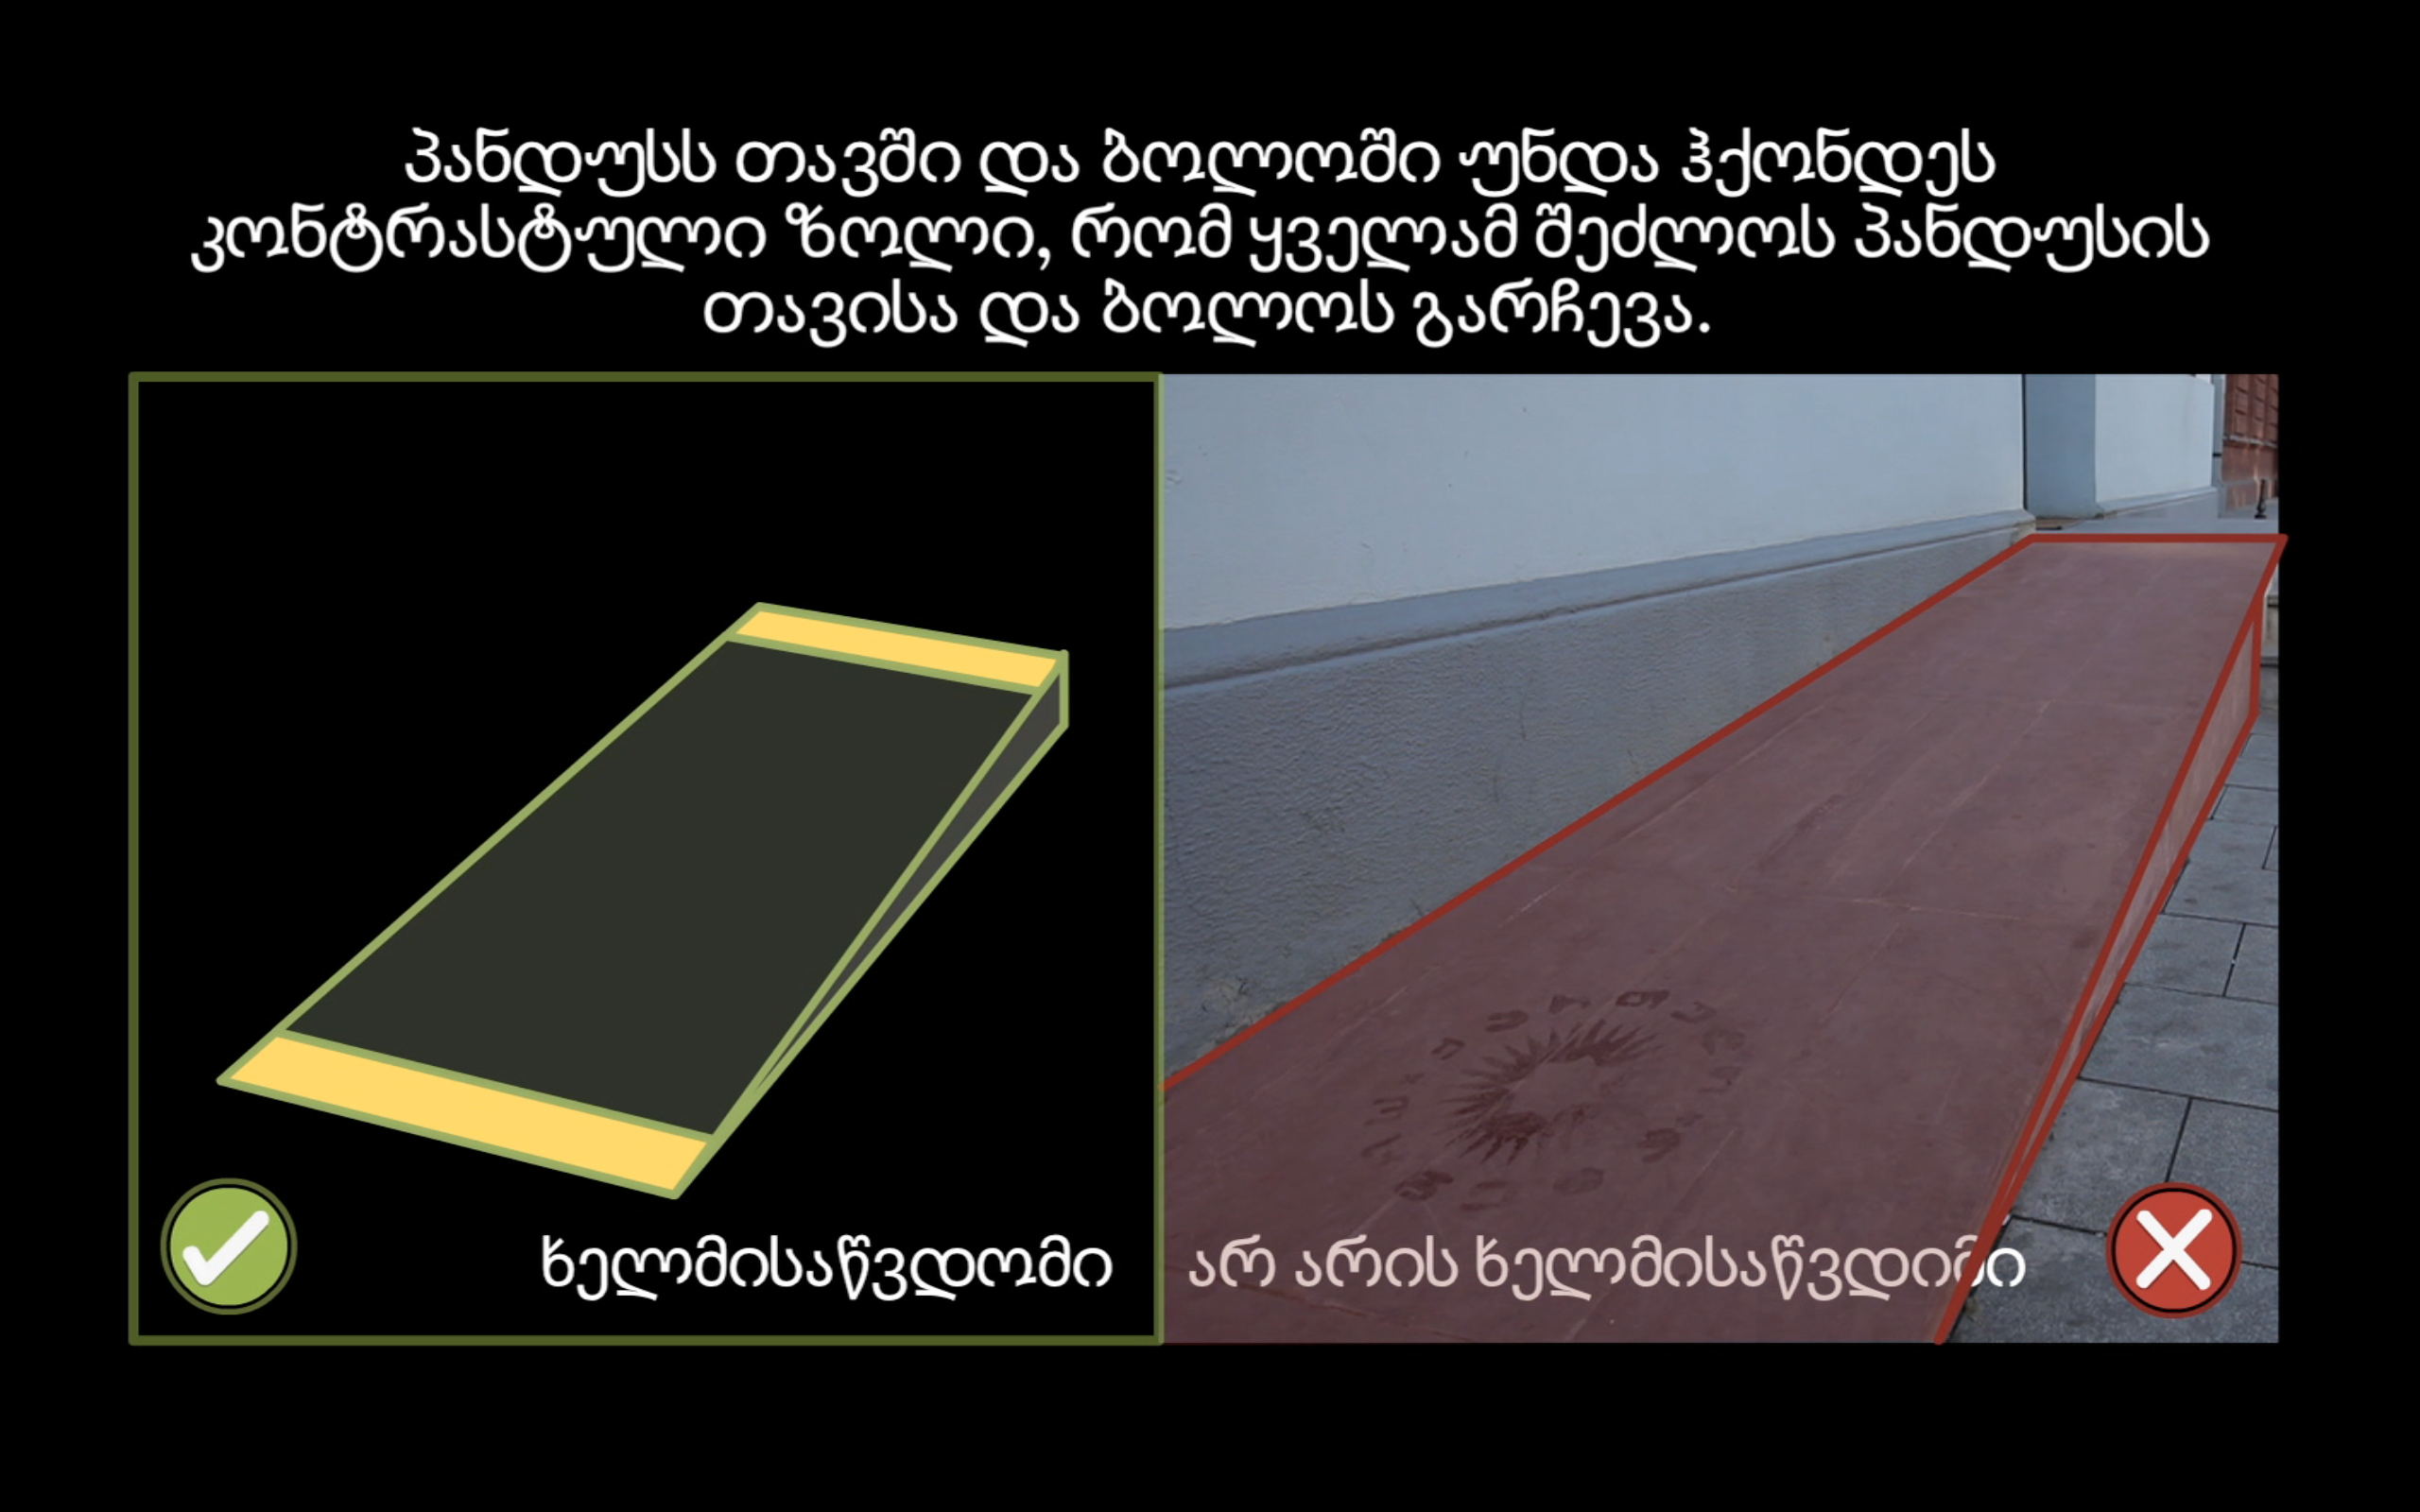 პანდუსს თავში და ბოლოში უნდა ჰქონდეს
კონტრასტული ზოლი, რომ ყველამ შეძლოს პანდუსის
თავისა და ბოლოს გარჩევა.
ხელმისაწვდომი
არ არის ხელმისაწვდიმი